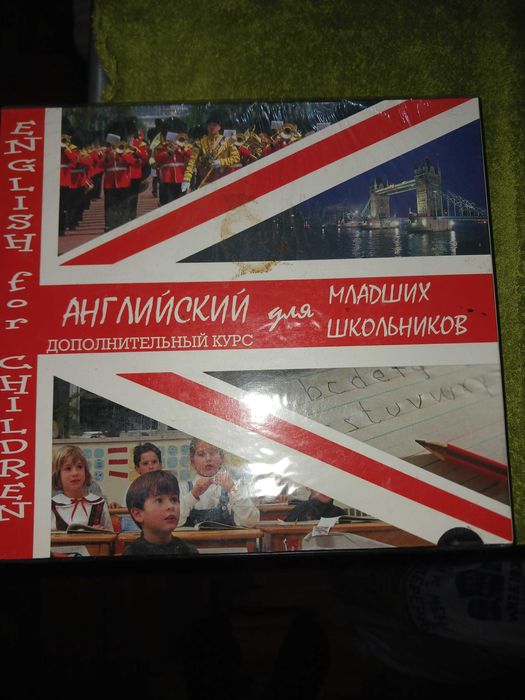 ENGLISH for CHILDREN
АНГЛИЙСКИЙ для МЛАДШИХ
ШКОЛЬНИКОВ
ДОПОЛНИТЕЛЬНЫЙ КУРС
b c d e f g
s t u v w x y